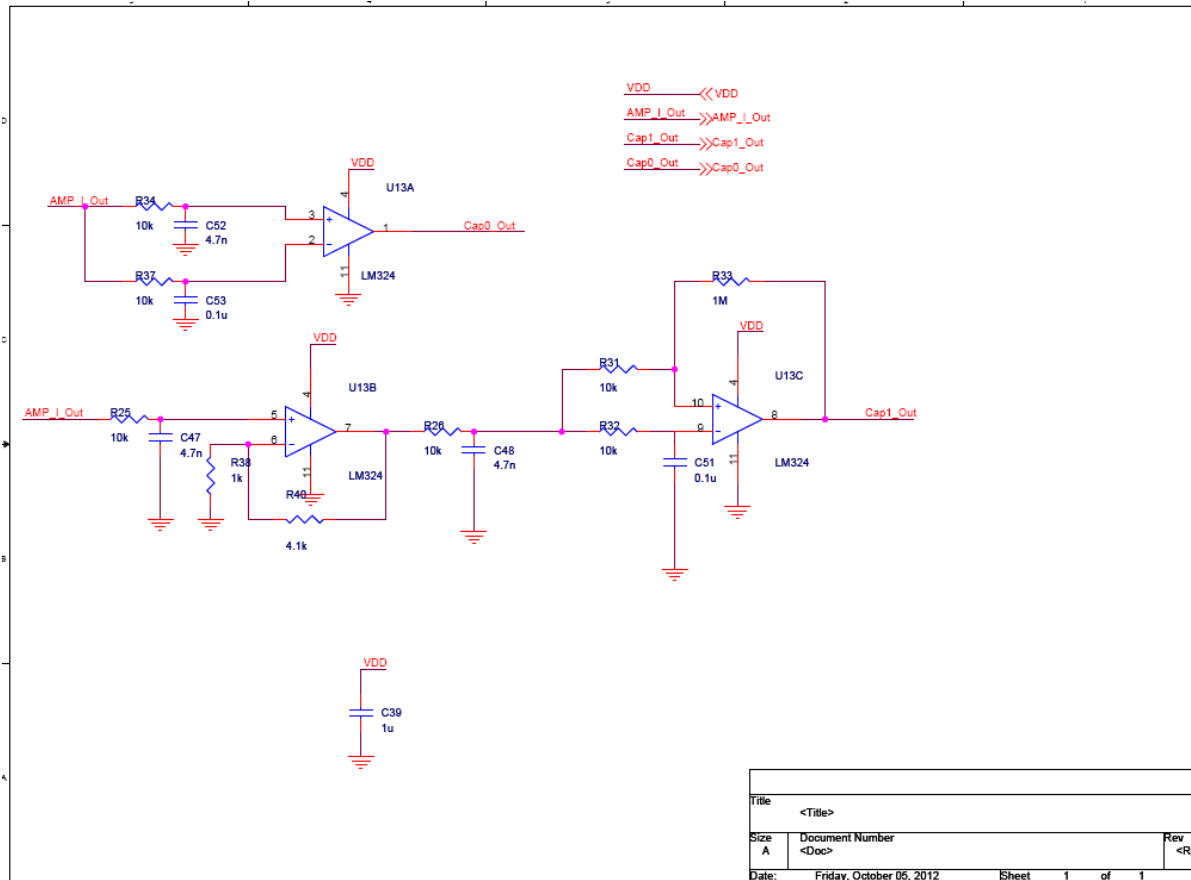 VDD
VDD
AMP_I_Out
AMP_I_Out
Cap1_Out
Cap1_Out
Cap0_Out
Cap0_Out
VDD
U13A
4
AMP_I_Out
R34
10k
C52
4.7n
3
+
2
-
1
Cap0_Out
11
LM324
R37
10k
C53
0.1u
VDD
U13B
4
AMP_I_Out
R25
10k
C47
4.7n
5
+
6
-
7
R38
1k
11
LM324
R40
4.1k
R26
10k
C48
4.7n
R33
1M
VDD
U13C
4
R31
10k
R32
10k
10
+
9
-
8
Cap1_Out
C51
0.1u
11
LM324
VDD
C39
1u
Title
<Title>
Size
A
Document Number
<Doc>
Rev
<R
Date:
Friday, October 05, 2012
Sheet 1 of 1